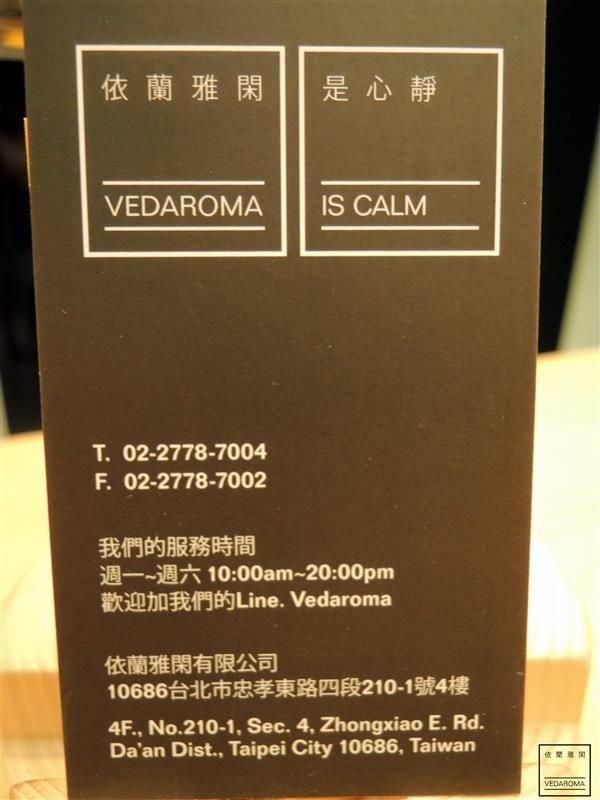 依蘭雅閑
VEDAROMA
是心靜
IS CALM
T. 02-2778-7004
F. 02-2778-7002
我們的服務時間
週一~週六 10:00am~20:00pm
歡迎加我們的Line. Vedaroma
依蘭雅閑有限公司
10686台北市忠孝東路四段210-1號4樓
4F., No.210-1, Sec. 4, Zhongxiao E. Rd.
Da'an Dist., Taipei City 10686, Taiwan
依蘭雅閑
VEDAROMA